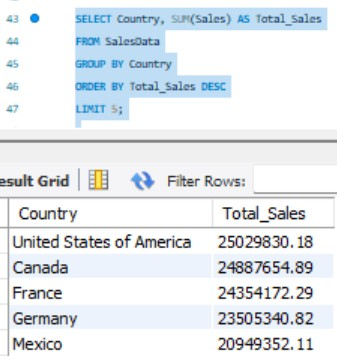 43 SELECT Country, SUM(Sales) AS Total_Sales
44 FROM SalesData
45 GROUP BY Country
46 ORDER BY Total_Sales DESC
47 LIMIT 5;
esult Grid Filter Rows:
Country Total_Sales
United States of America 25029830.18
Canada 24887654.89
France 24354172.29
Germany 23505340.82
Mexico 20949352.11